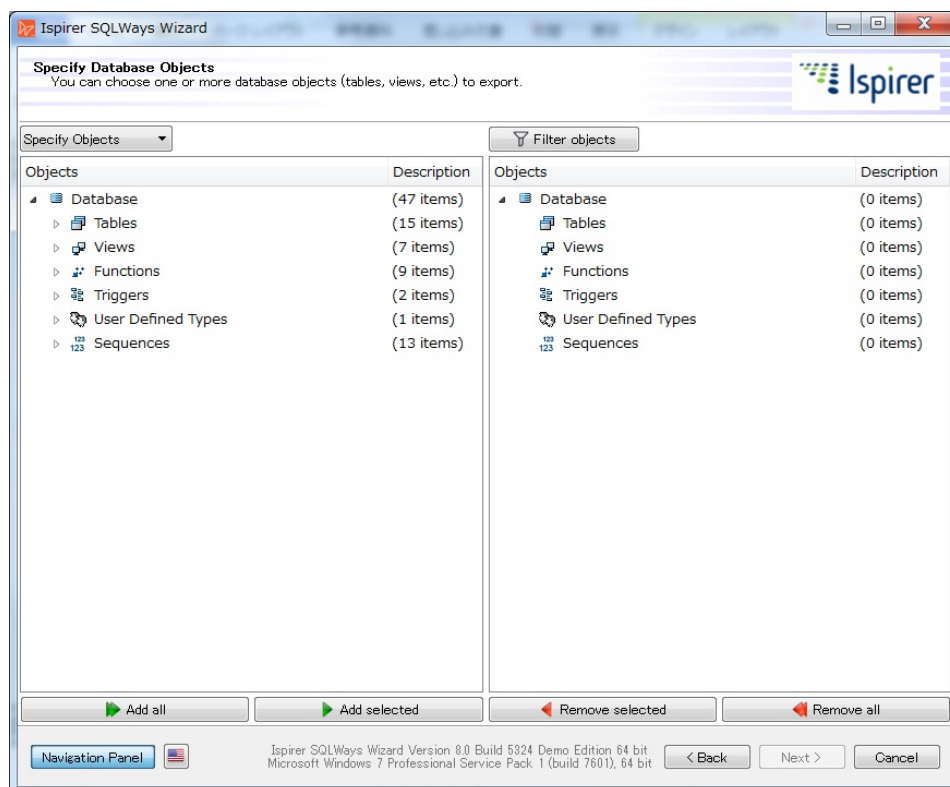 Ispirer SQLWays Wizard
Specify Database Objects
You can choose one or more database objects (tables, views, etc.) to export.
Ispirer
Specify Objects
Filter objects
Objects Description
Database (47 items)
Tables (15 items)
Views (7 items)
Functions (9 items)
Triggers (2 items)
User Defined Types (1 items)
Sequences (13 items)
Objects Description
Database (0 items)
Tables (0 items)
Views (0 items)
Functions (0 items)
Triggers (0 items)
User Defined Types (0 items)
Sequences (0 items)
Add all
Add selected
Remove selected
Remove all
Navigation Panel
Ispirer SQLWays Wizard Version 8.0 Build 5324 Demo Edition 64 bit
Microsoft Windows 7 Professional Service Pack 1 (build 7601), 64 bit
< Back
Next >
Cancel